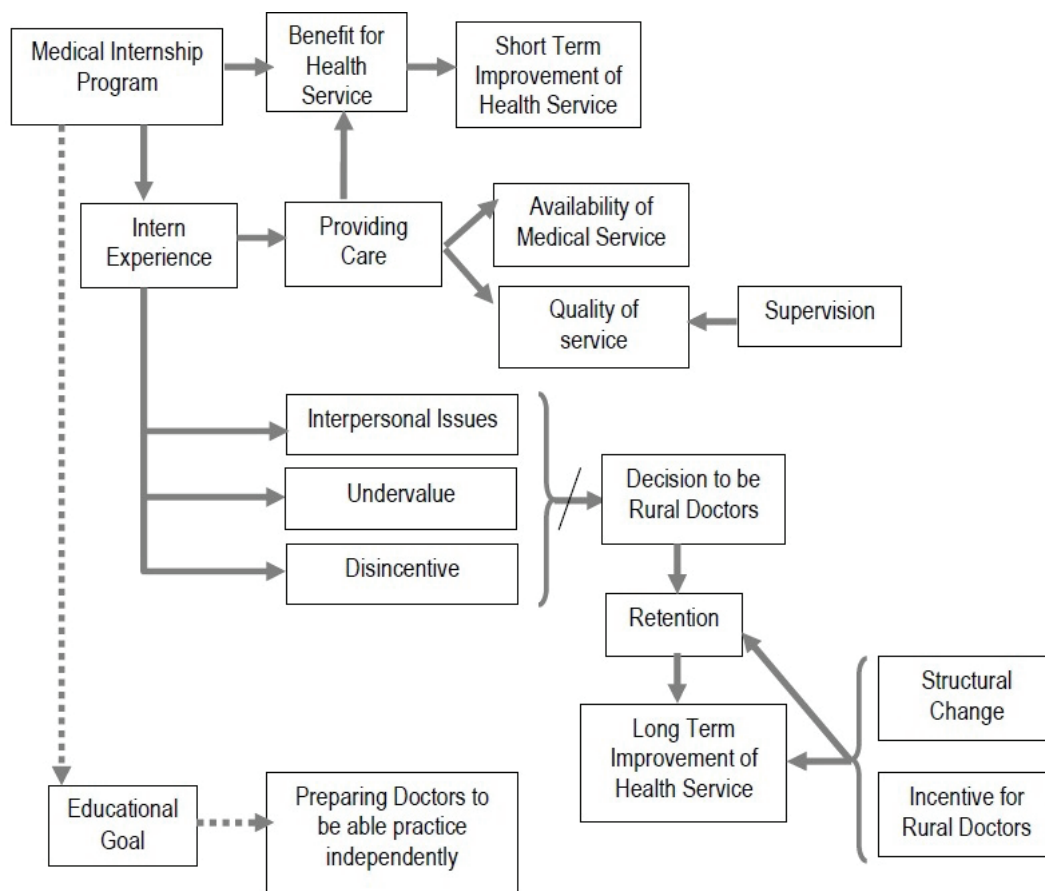 Medical Internship
Program
Benefit for
Health
Service
Short Term
Improvement of
Health Service
Intern
Experience
Providing
Care
Availability of
Medical Service
Quality of
service
Supervision
Interpersonal Issues
Undervalue
Disincentive
Decision to be
Rural Doctors
Retention
Long Term
Improvement of
Health Service
Structural
Change
Incentive for
Rural Doctors
Educational
Goal
Preparing Doctors to
be able practice
independently